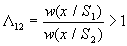 Λ₁₂ = w(x / S₁) / w(x / S₂) > 1